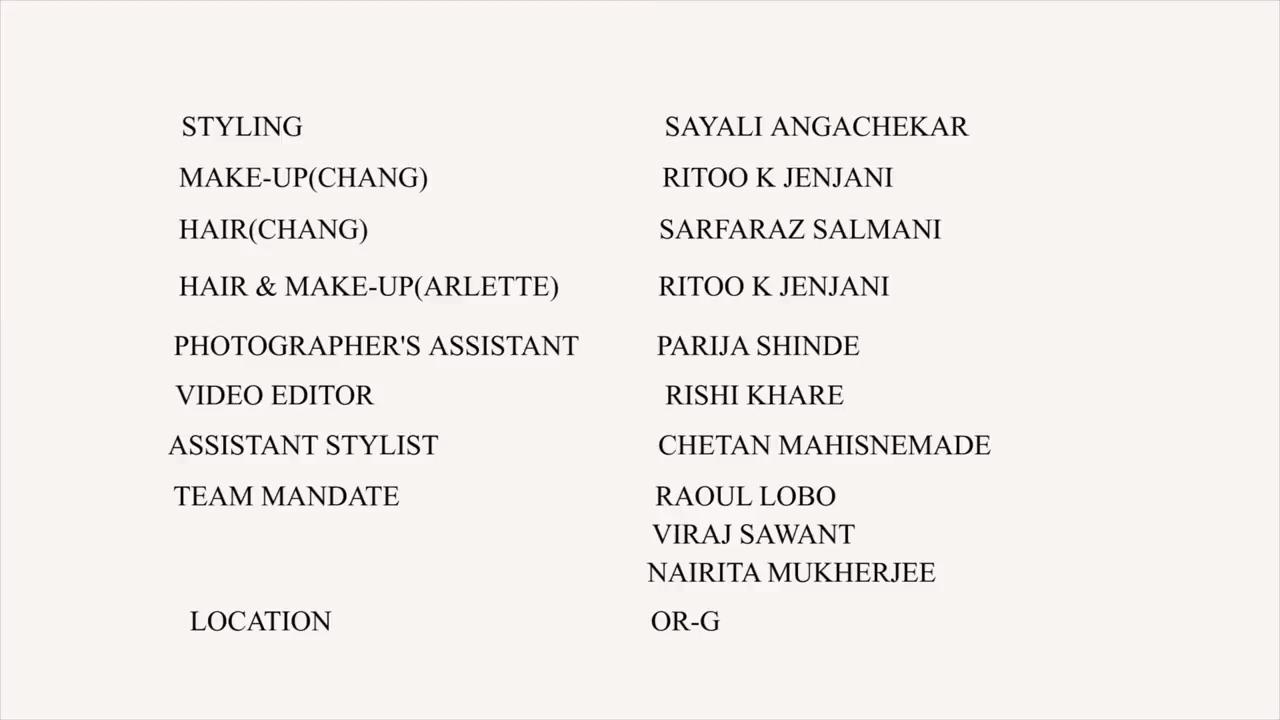 STYLING SAYALI ANGACHEKAR
MAKE-UP(CHANG) RITOO K JENJANI
HAIR(CHANG) SARFARAZ SALMANI
HAIR & MAKE-UP(ARLETTE) RITOO K JENJANI
PHOTOGRAPHER'S ASSISTANT PARIJA SHINDE
VIDEO EDITOR RISHI KHARE
ASSISTANT STYLIST CHETAN MAHISNEMADE
TEAM MANDATE RAOUL LOBO
VIRAJ SAWANT
NAIRITA MUKHERJEE
LOCATION OR-G